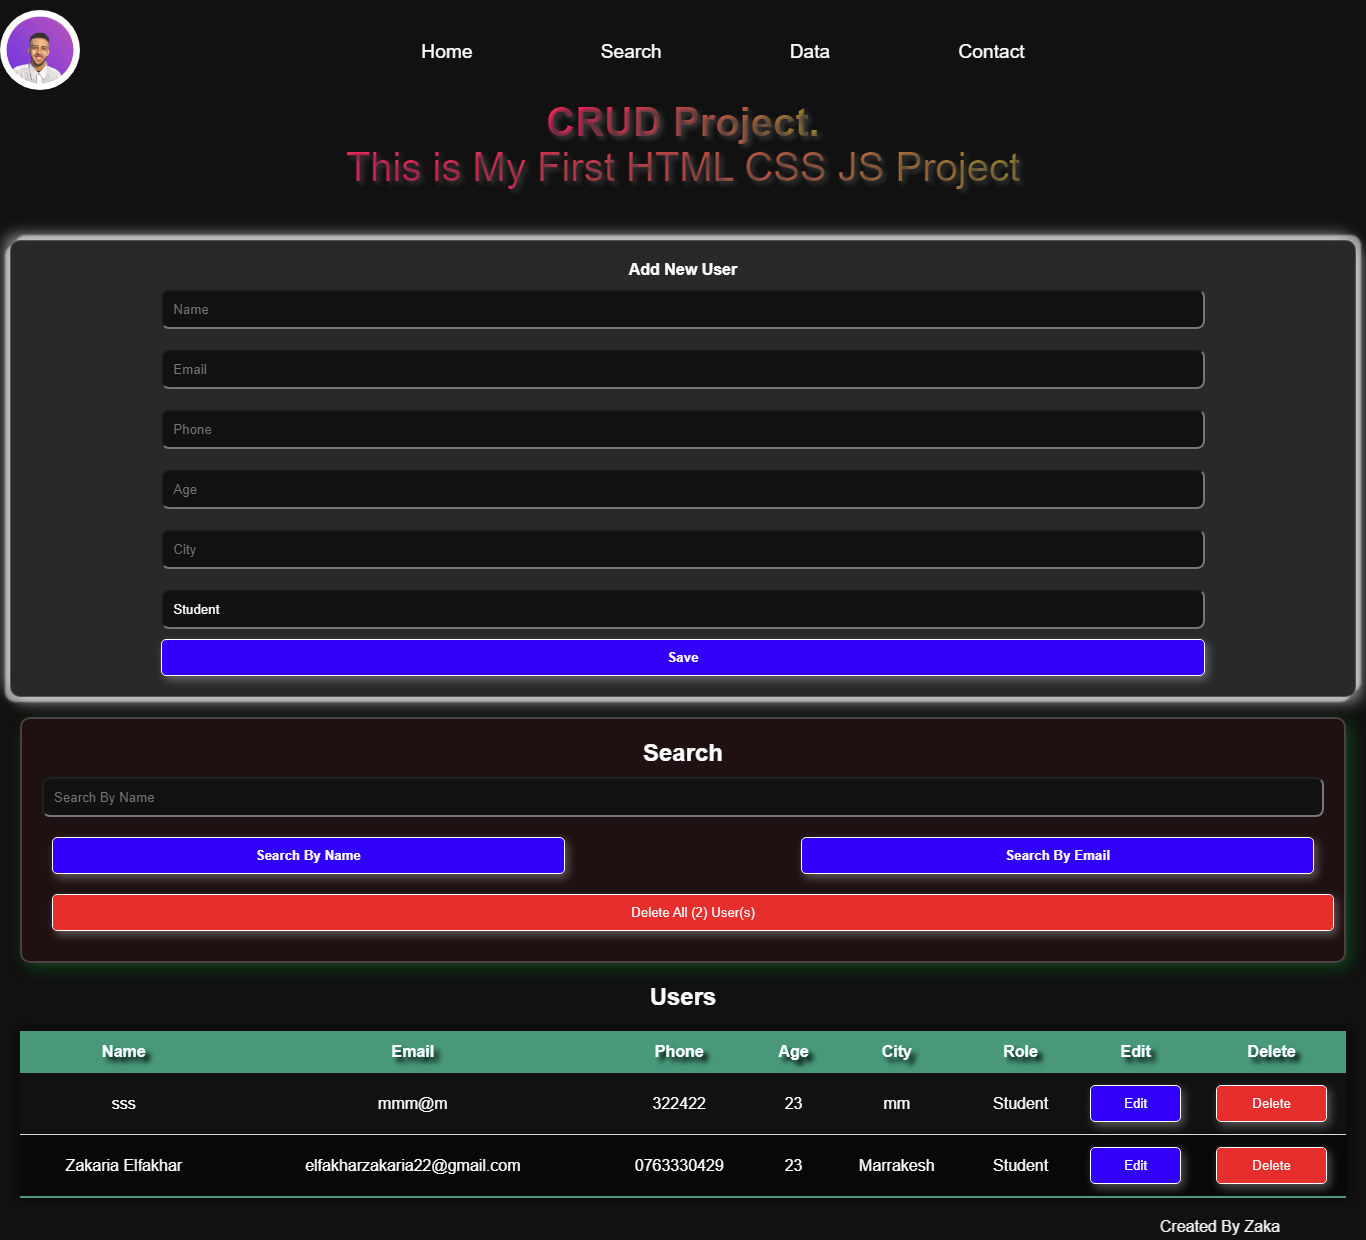 Home Search Data Contact
CRUD Project.
This is My First HTML CSS JS Project
Add New User
Name
Email
Phone
Age
City
Student
Save
Search
Search By Name
Search By Name Search By Email
Delete All (2) User(s)
Users
Name Email Phone Age City Role Edit Delete
sss mmm@m 322422 23 mm Student Edit Delete
Zakaria Elfakhar elfakharzakaria22@gmail.com 0763330429 23 Marrakesh Student Edit Delete
Created By Zaka